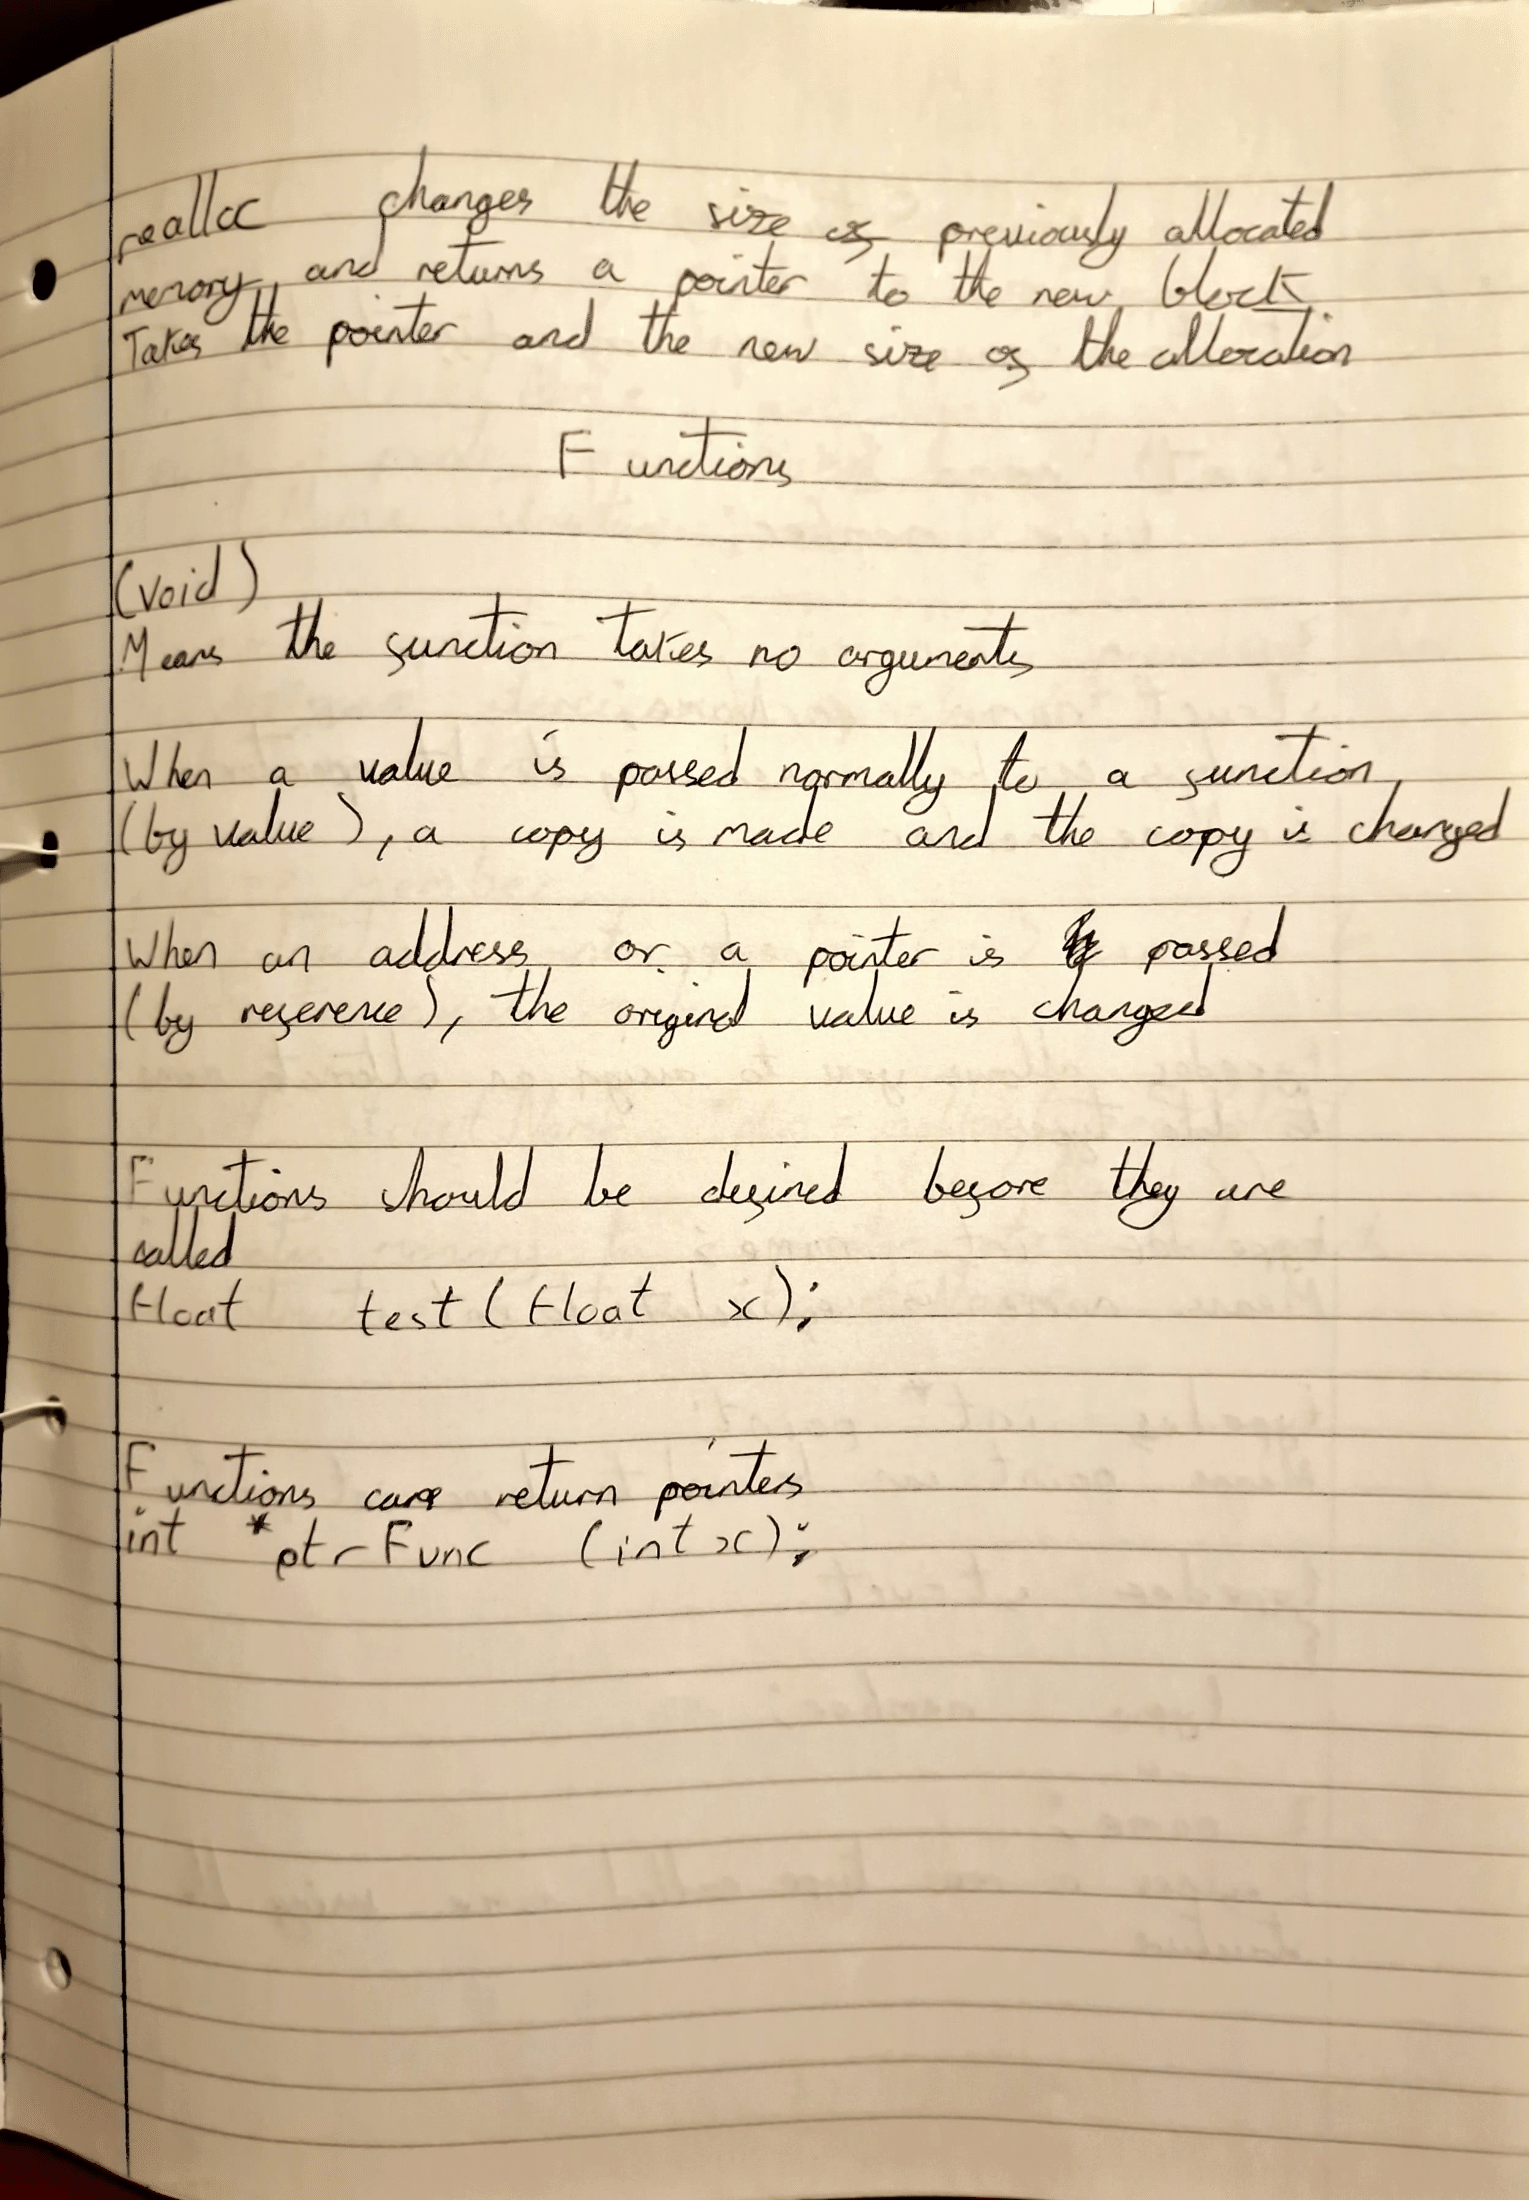 realloc changes the size of previously allocated
memory, and returns a pointer to the new block.
Takes the pointer and the new size of the allocation
Functions
(void)
Means the function takes no arguments
When a value is passed normally to a function,
(by value), a copy is made and the copy is changed
When an address or a pointer is passed
(by reference), the original value is changed
Functions should be defined before they are
called
float test(float x);
Functions can return pointers
int *ptrFunc (int x);